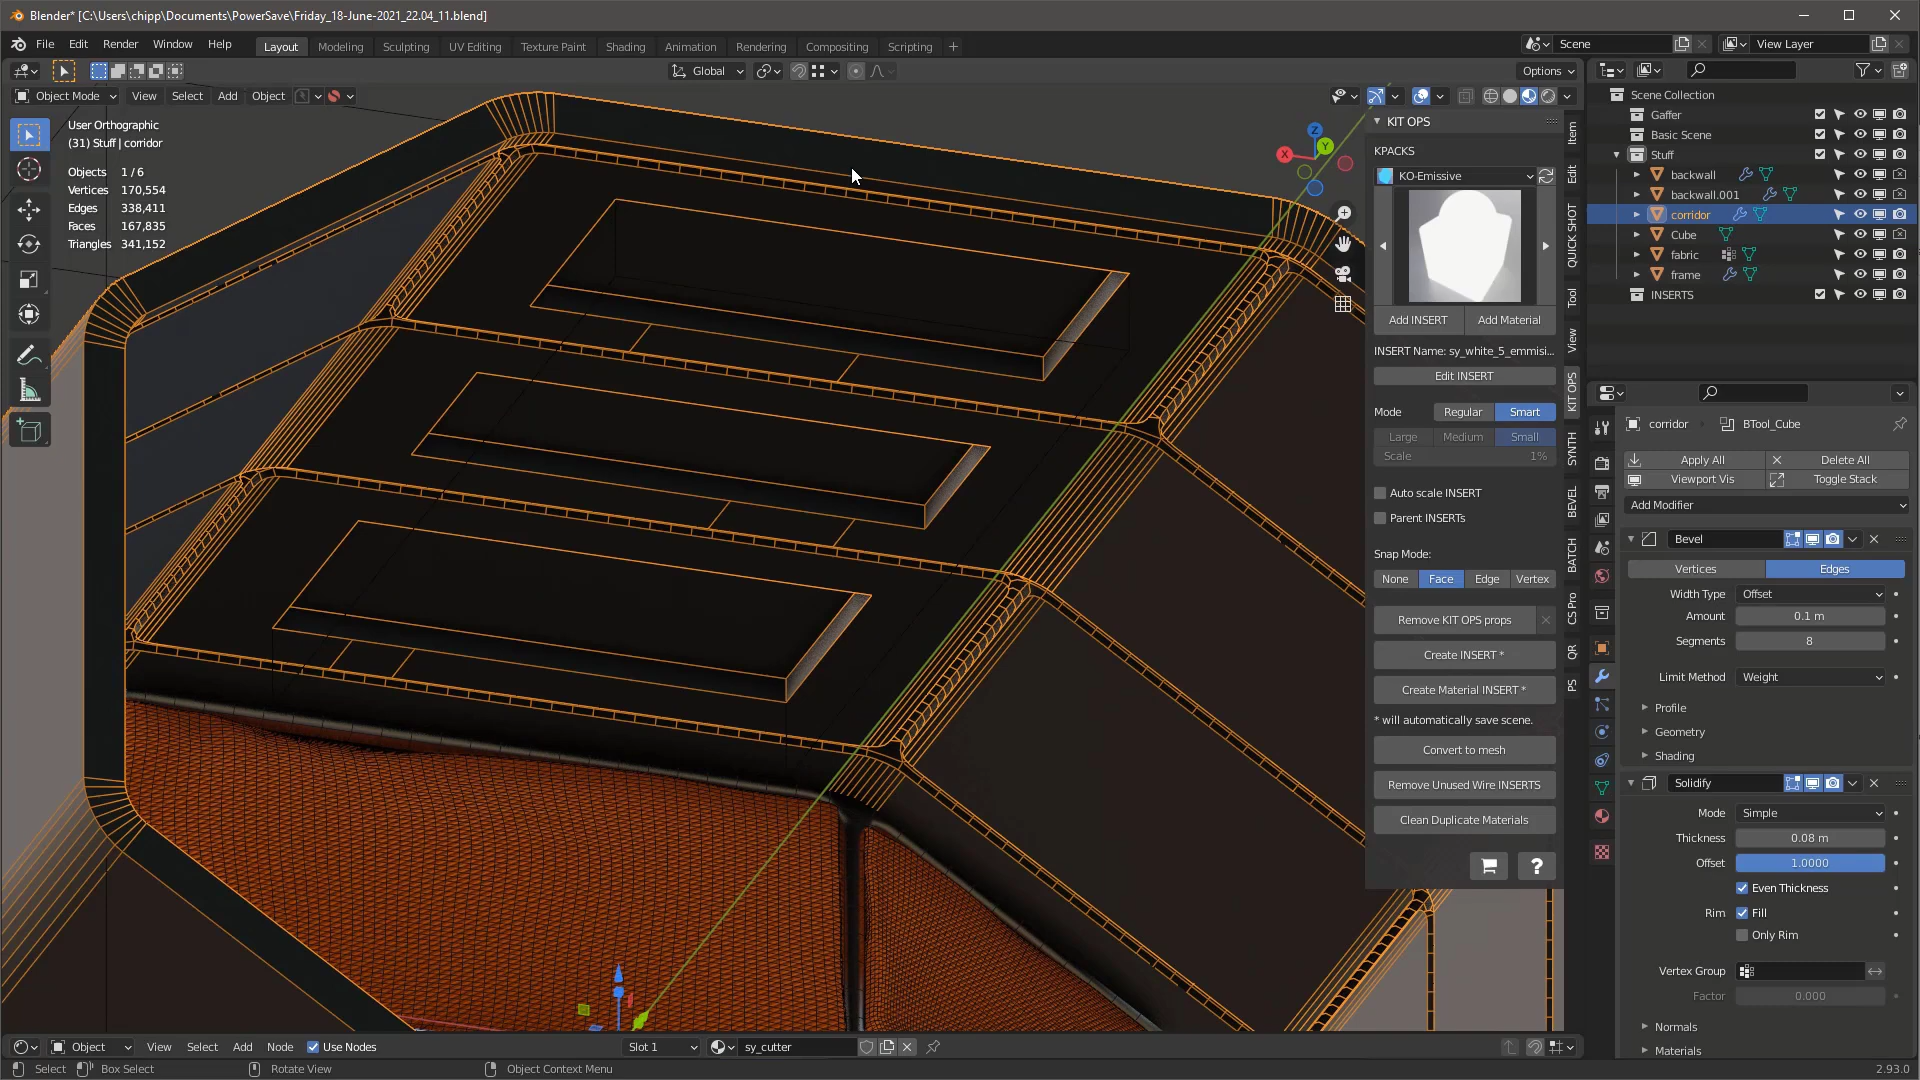 Blender* [C:\Users\chipp\Documents\PowerSave\Friday_18-June-2021_22.04_11.blend]
File Edit Render Window Help Layout Modeling Sculpting UV Editing Texture Paint Shading Animation Rendering Compositing Scripting + Scene View Layer
Global Options
Object Mode View Select Add Object
User Orthographic
(31) Stuff | corridor
Objects 1 / 6
Vertices 170,554
Edges 338,411
Faces 167,835
Triangles 341,152
Z
Y
X
KIT OPS
KPACKS
KO-Emissive
Add INSERT Add Material
INSERT Name: sy_white_5_emmisi...
Edit INSERT
Mode Regular Smart
Large Medium Small
Scale 1%
Auto scale INSERT
Parent INSERTs
Snap Mode:
None Face Edge Vertex
Remove KIT OPS props
Create INSERT *
Create Material INSERT *
* will automatically save scene.
Convert to mesh
Remove Unused Wire INSERTS
Clean Duplicate Materials
?
Item
Edit
QUICK SHOT
Tool
View
KIT OPS
SYNTH
BEVEL
BATCH
CS Pro
QR
PS
Scene Collection
Gaffer
Basic Scene
Stuff
backwall
backwall.001
corridor
Cube
fabric
frame
INSERTS
corridor BTool_Cube
Apply All Delete All
Viewport Vis Toggle Stack
Add Modifier
Bevel
Vertices Edges
Width Type Offset
Amount 0.1 m
Segments 8
Limit Method Weight
Profile
Geometry
Shading
Solidify
Mode Simple
Thickness 0.08 m
Offset 1.0000
Even Thickness
Rim Fill
Only Rim
Vertex Group
Factor 0.000
Normals
Materials
Object View Select Add Node Use Nodes Slot 1 sy_cutter
Select Box Select Rotate View Object Context Menu 2.93.0